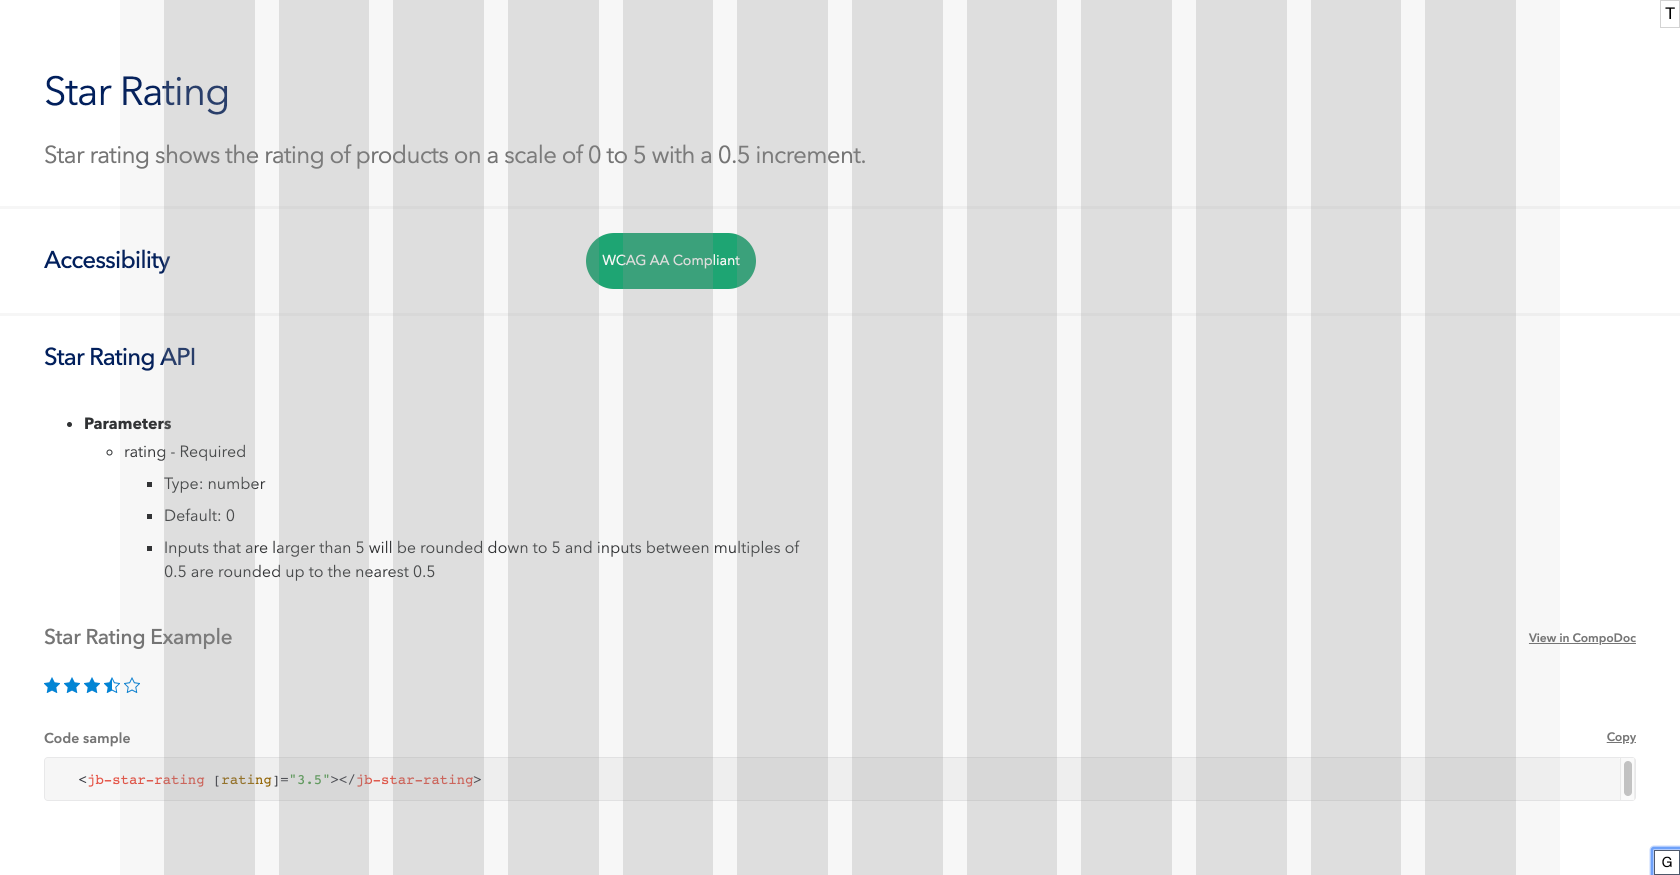 T
Star Rating
Star rating shows the rating of products on a scale of 0 to 5 with a 0.5 increment.
Accessibility
WCAG AA Compliant
Star Rating API
Parameters
rating - Required
Type: number
Default: 0
Inputs that are larger than 5 will be rounded down to 5 and inputs between multiples of
0.5 are rounded up to the nearest 0.5
Star Rating Example
View in CompoDoc
Code sample
Copy
<jb-star-rating [rating]="3.5"></jb-star-rating>
G